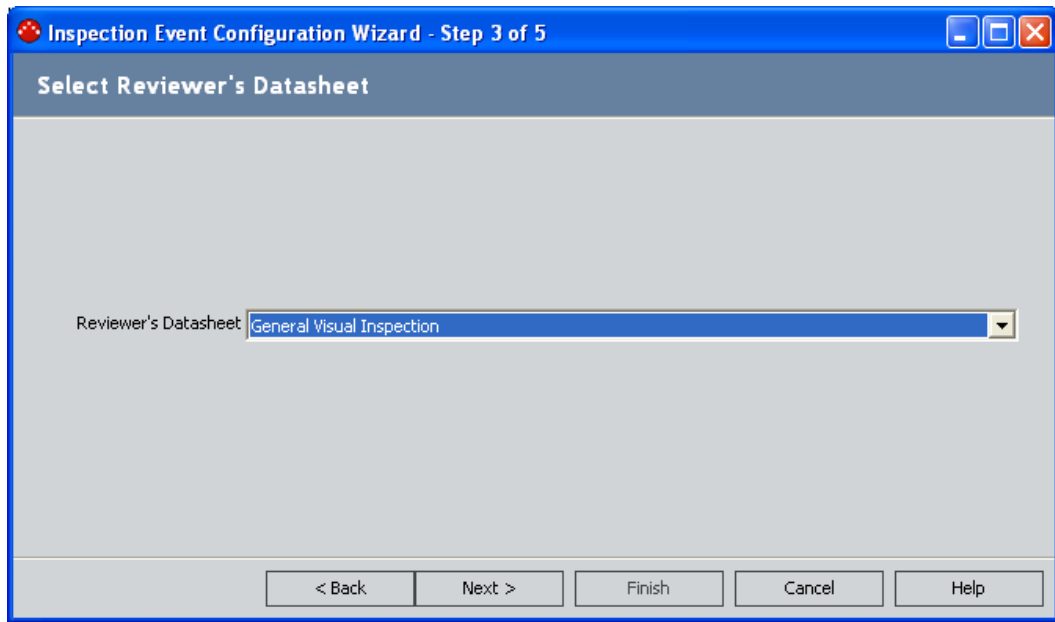 Inspection Event Configuration Wizard - Step 3 of 5
Select Reviewer's Datasheet
Reviewer's Datasheet General Visual Inspection
< Back Next > Finish Cancel Help